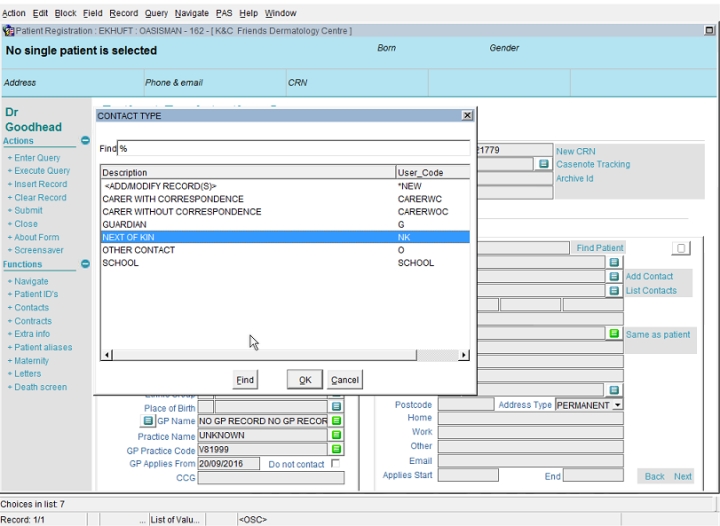 Action Edit Block Field Record Query Navigate PAS Help Window
Patient Registration : EKHUFT : OASISMAN - 162 - [ K&C Friends Dermatology Centre ]
No single patient is selected
Born
Gender
Address
Phone & email
CRN
Dr
Goodhead
Actions
+ Enter Query
+ Execute Query
+ Insert Record
+ Clear Record
+ Submit
+ Close
+ About Form
+ Screensaver
Functions
+ Navigate
+ Patient ID's
+ Contacts
+ Contracts
+ Extra info
+ Patient aliases
+ Maternity
+ Letters
+ Death screen
CONTACT TYPE
Find %
Description User_Code
<ADD/MODIFY RECORD(S)> *NEW
CARER WITH CORRESPONDENCE CARERWC
CARER WITHOUT CORRESPONDENCE CARERWOC
GUARDIAN G
NEXT OF KIN NK
OTHER CONTACT O
SCHOOL SCHOOL
Find OK Cancel
21779 New CRN
Casenote Tracking
Archive Id
Find Patient
Add Contact
List Contacts
Same as patient
Place of Birth
GP Name NO GP RECORD NO GP RECOR
Practice Name UNKNOWN
GP Practice Code V81999
GP Applies From 20/09/2016 Do not contact
CCG
Postcode Address Type PERMANENT
Home
Work
Other
Email
Applies Start End
Back Next
Choices in list: 7
Record: 1/1 ... List of Valu... <OSC>